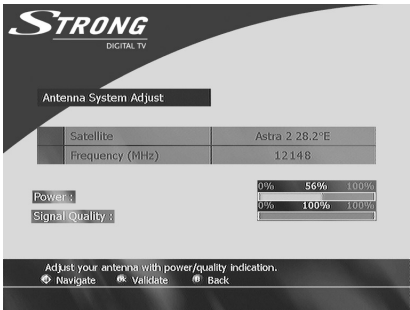 STRONG
DIGITAL TV
Antenna System Adjust
Satellite Astra 2 28.2°E
Frequency (MHz) 12148
Power : 0% 56% 100%
Signal Quality : 0% 100% 100%
Adjust your antenna with power/quality indication.
Navigate OK Validate Back